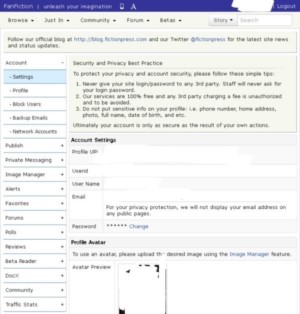 FanFiction | unleash your imagination
Logout
Browse Just In Community Forum Betas
Story Search
Follow our official blog at http://blog.fictionpress.com and our Twitter @fictionpress for the latest site news
and status updates.
Account
- Settings
- Profile
- Block Users
- Backup Emails
- Network Accounts
Publish
Private Messaging
Image Manager
Alerts
Favorites
Forums
Polls
Reviews
Beta Reader
DocX
Community
Traffic Stats
Security and Privacy Best Practice
To protect your privacy and account security, please follow these simple tips:
1. Never give your site login/password to any 3rd party. Staff will never ask for
your login password.
2. Our services are 100% free and any 3rd party charging a fee is unauthorized
and to be avoided.
3. Do not put sensitive info on your profile: i.e. phone number, home address,
photo, full name, date of birth, and etc.
Ultimately your account is only as secure as the result of your own actions.
Account Settings
Profile
Userid
User Name
Email
For your privacy protection, we will not display your email address on
any public pages.
Password ****** Change
Profile Avatar
To use an avatar, please upload desired image using the Image Manager feature.
Avatar Preview